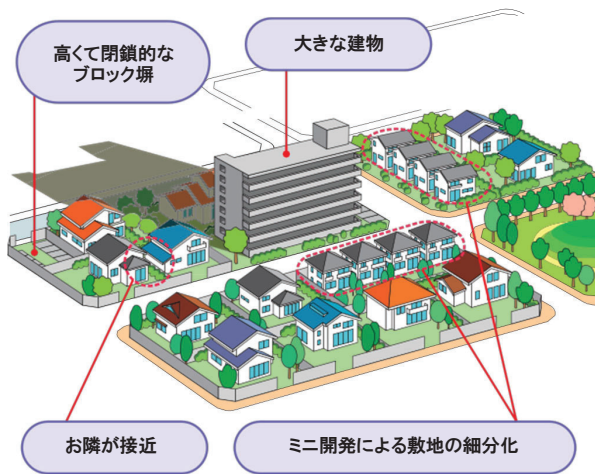 高くて閉鎖的な
ブロック塀
大きな建物
お隣が接近
ミニ開発による敷地の細分化